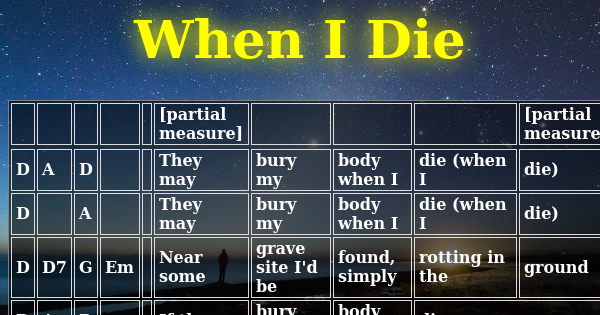 When I Die
[partial measure] [partial measure
D A D They may bury my body when I die (when I die)
D A They may bury my body when I die (when I die)
D D7 G Em Near some grave site I'd be found, simply rotting in the ground
bury body